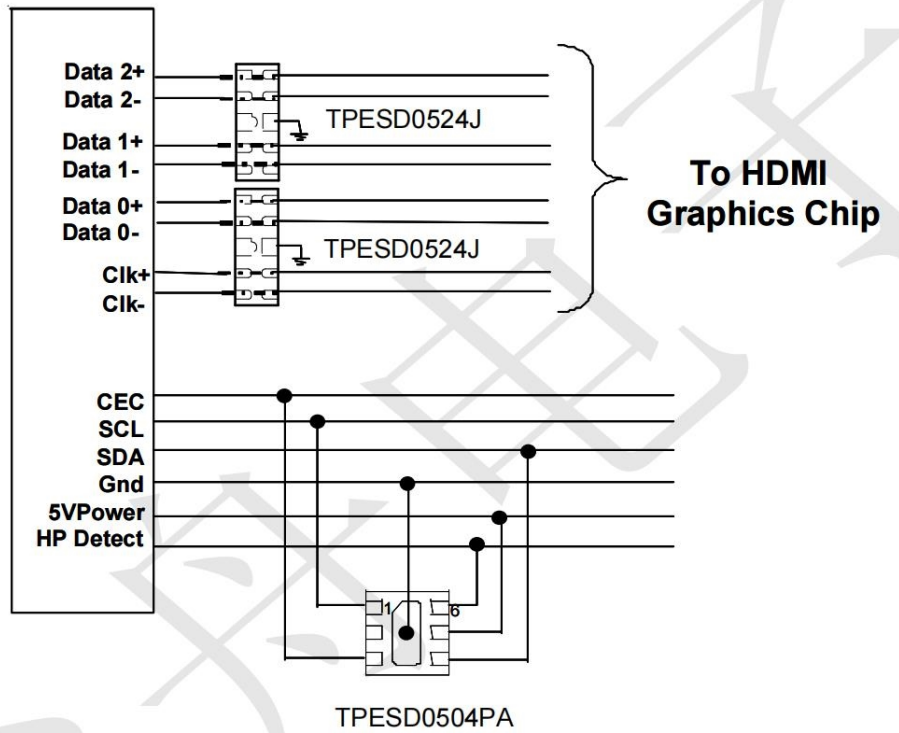 Data 2+
Data 2-
TPESD0524J
Data 1+
Data 1-
To HDMI
Graphics Chip
Data 0+
Data 0-
TPESD0524J
Clk+
Clk-
CEC
SCL
SDA
Gnd
5VPower
HP Detect
1
6
TPESD0504PA